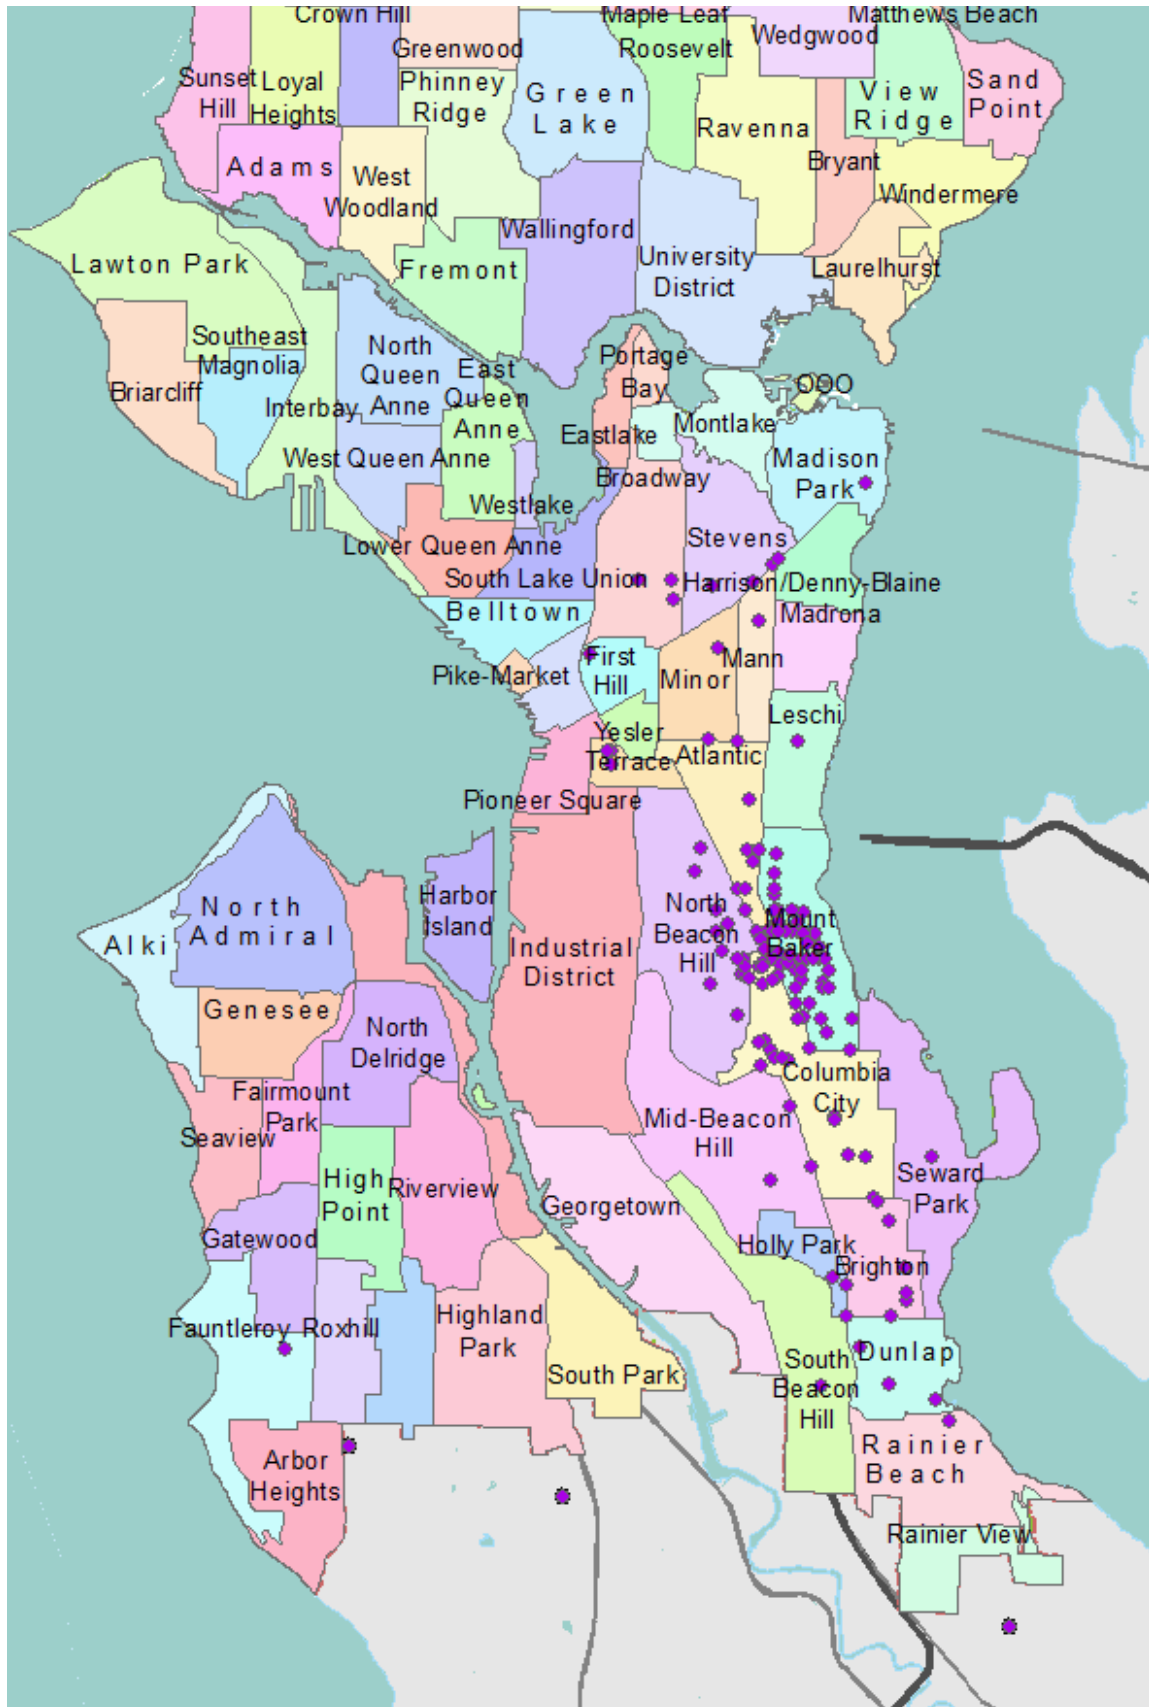 Crown Hill
Maple Leaf
Matthews Beach
Greenwood
Roosevelt
Wedgwood
Sunset
Hill
Loyal
Heights
Phinney
Ridge
Green
Lake
View
Ridge
Sand
Point
Ravenna
Adams
West
Woodland
Bryant
Windermere
Wallingford
Lawton Park
Fremont
University
District
Laurelhurst
Southeast
Magnolia
North
Queen
Anne
East
Queen
Anne
Portage
Bay
Briarcliff
Interbay
Eastlake
Montlake
West Queen Anne
Broadway
Madison
Park
Westlake
Lower Queen Anne
Stevens
South Lake Union
Harrison/Denny-Blaine
Belltown
Madrona
Pike-Market
First
Hill
Minor
Mann
Leschi
Yesler
Terrace
Atlantic
Pioneer Square
North
Admiral
Harbor
Island
North
Beacon
Hill
Mount
Baker
Alki
Industrial
District
Genesee
North
Delridge
Columbia
City
Fairmount
Park
Seaview
Mid-Beacon
Hill
High
Point
Riverview
Seward
Park
Georgetown
Gatewood
Holly Park
Brighton
Fauntleroy
Roxhill
Highland
Park
Dunlap
South Park
South
Beacon
Hill
Arbor
Heights
Rainier
Beach
Rainier View